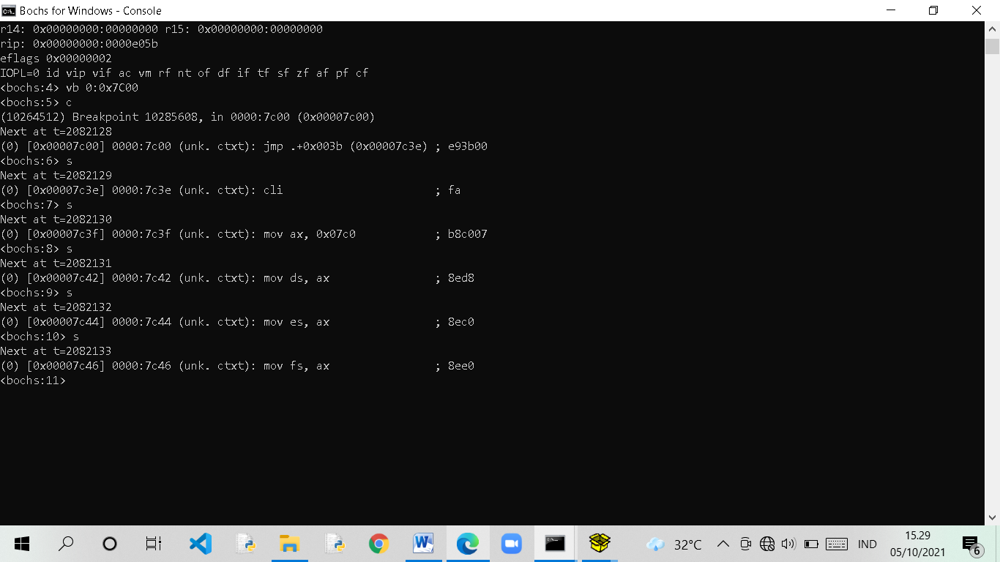 Bochs for Windows - Console
r14: 0x00000000:00000000 r15: 0x00000000:00000000
rip: 0x00000000:0000e05b
eflags 0x00000002
IOPL=0 id vip vif ac vm rf nt of df if tf sf zf af pf cf
<bochs:4> vb 0:0x7C00
<bochs:5> c
(10264512) Breakpoint 10285608, in 0000:7c00 (0x00007c00)
Next at t=2082128
(0) [0x00007c00] 0000:7c00 (unk. ctxt): jmp .+0x003b (0x00007c3e) ; e93b00
<bochs:6> s
Next at t=2082129
(0) [0x00007c3e] 0000:7c3e (unk. ctxt): cli ; fa
<bochs:7> s
Next at t=2082130
(0) [0x00007c3f] 0000:7c3f (unk. ctxt): mov ax, 0x07c0 ; b8c007
<bochs:8> s
Next at t=2082131
(0) [0x00007c42] 0000:7c42 (unk. ctxt): mov ds, ax ; 8ed8
<bochs:9> s
Next at t=2082132
(0) [0x00007c44] 0000:7c44 (unk. ctxt): mov es, ax ; 8ec0
<bochs:10> s
Next at t=2082133
(0) [0x00007c46] 0000:7c46 (unk. ctxt): mov fs, ax ; 8ee0
<bochs:11>
32°C IND 15.29
05/10/2021
6